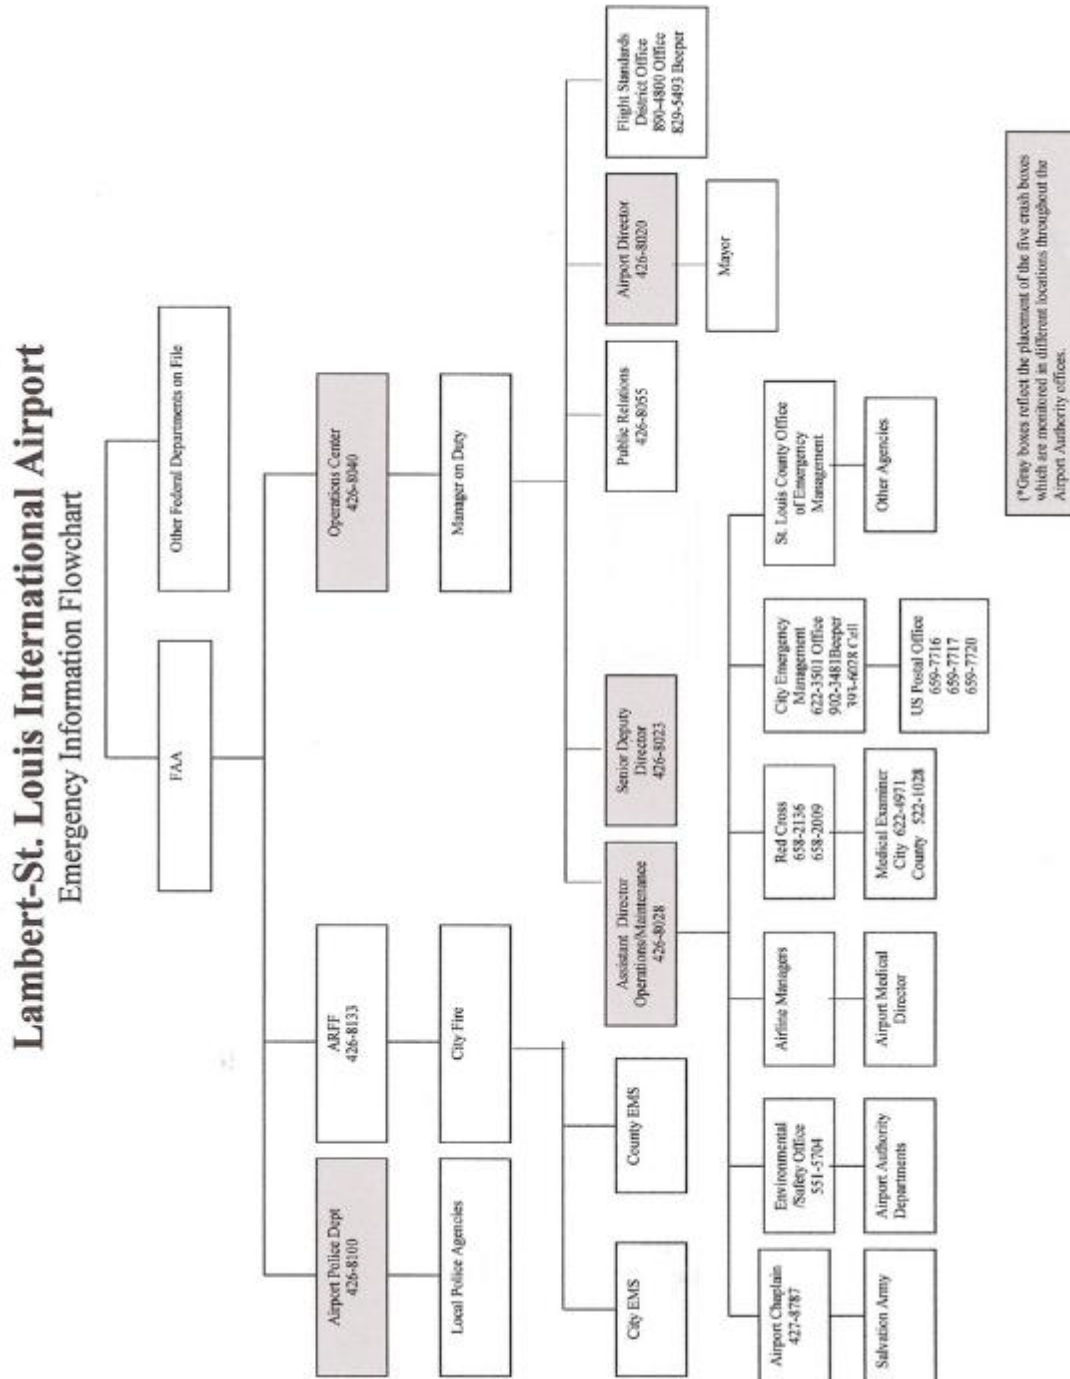 Lambert-St. Louis International Airport
Emergency Information Flowchart
FAA
Other Federal Departments on File
Airport Police Dept
426-8100
ARFF
426-8133
Operations Center
426-8040
Local Police Agencies
City Fire
Manager on Duty
City EMS
County EMS
Assistant Director
Operations/Maintenance
426-8028
Senior Deputy
Director
426-8023
Public Relations
426-8055
Airport Director
426-8020
Flight Standards
District Office
890-4800 Office
829-5493 Beeper
Mayor
Airport Chaplain
427-8787
Environmental
/Safety Office
551-5704
Airline Managers
Red Cross
658-2136
658-2009
City Emergency
Management
622-3501 Office
902-3481Beeper
393-6028 Cell
St. Louis County Office
of Emergency
Management
Salvation Army
Airport Authority
Departments
Airport Medical
Director
Medical Examiner
City 622-4971
County 522-1028
US Postal Office
659-7716
659-7717
659-7720
Other Agencies
(*Gray boxes reflect the placement of the five crash boxes
which are monitored in different locations throughout the
Airport Authority offices.